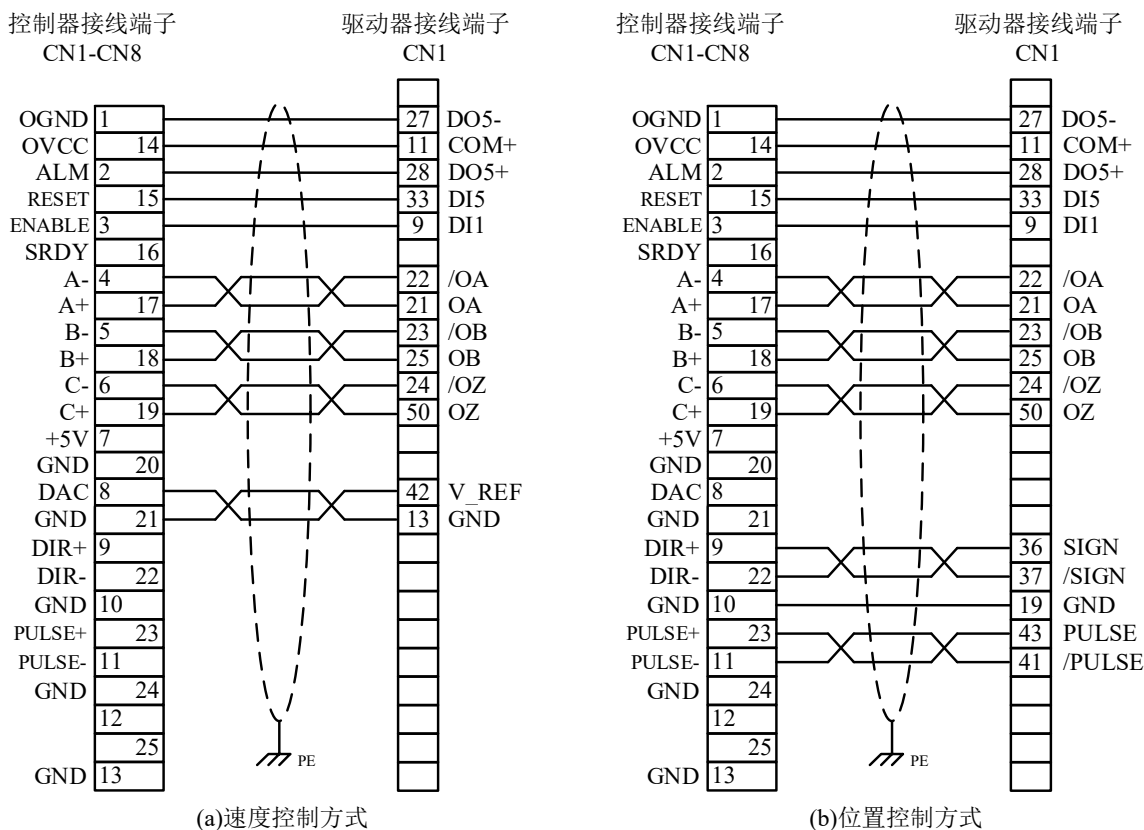 控制器接线端子 驱动器接线端子
CN1-CN8 CN1
OGND 1 27 DO5-
OVCC 14 11 COM+
ALM 2 28 DO5+
RESET 15 33 DI5
ENABLE 3 9 DI1
SRDY 16
A- 4 22 /OA
A+ 17 21 OA
B- 5 23 /OB
B+ 18 25 OB
C- 6 24 /OZ
C+ 19 50 OZ
+5V 7
GND 20
DAC 8 42 V_REF
GND 21 13 GND
DIR+ 9
DIR- 22
GND 10
PULSE+ 23
PULSE- 11
GND 24
12
25
PE
GND 13
(a)速度控制方式
控制器接线端子 驱动器接线端子
CN1-CN8 CN1
OGND 1 27 DO5-
OVCC 14 11 COM+
ALM 2 28 DO5+
RESET 15 33 DI5
ENABLE 3 9 DI1
SRDY 16
A- 4 22 /OA
A+ 17 21 OA
B- 5 23 /OB
B+ 18 25 OB
C- 6 24 /OZ
C+ 19 50 OZ
+5V 7
GND 20
DAC 8
GND 21
DIR+ 9 36 SIGN
DIR- 22 37 /SIGN
GND 10 19 GND
PULSE+ 23 43 PULSE
PULSE- 11 41 /PULSE
GND 24
12
25
PE
GND 13
(b)位置控制方式